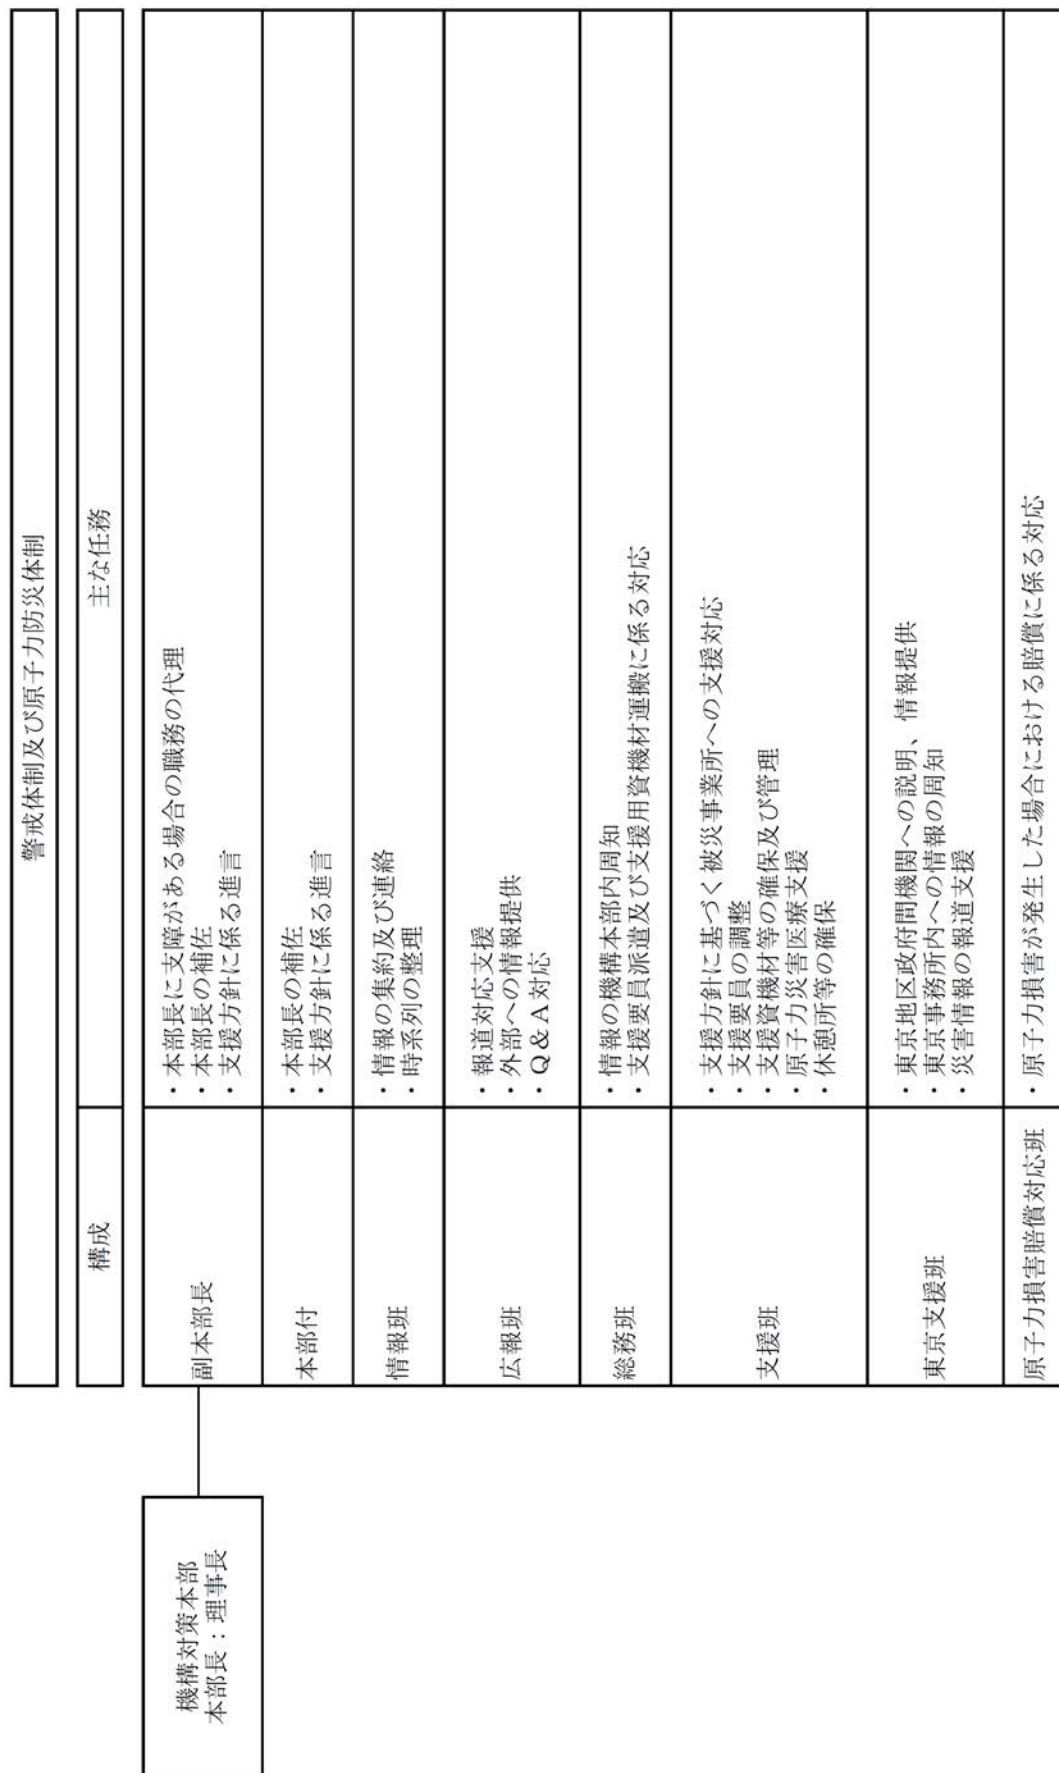 警戒体制及び原子力防災体制
構成
主な任務
機構対策本部
本部長：理事長
副本部長
・本部長に支障がある場合の職務の代理
・本部長の補佐
・支援方針に係る進言
本部付
・本部長の補佐
・支援方針に係る進言
情報班
・情報の集約及び連絡
・時系列の整理
広報班
・報道対応支援
・外部への情報提供
・Q＆A対応
総務班
・情報の機構本部内周知
・支援要員派遣及び支援用資機材運搬に係る対応
支援班
・支援方針に基づく被災事業所への支援対応
・支援要員の調整
・支援資機材等の確保及び管理
・原子力災害医療支援
・休憩所等の確保
東京支援班
・東京地区政府間機関への説明、情報提供
・東京事務所内への情報の周知
・災害情報の報道支援
原子力損害賠償対応班
・原子力損害が発生した場合における賠償に係る対応